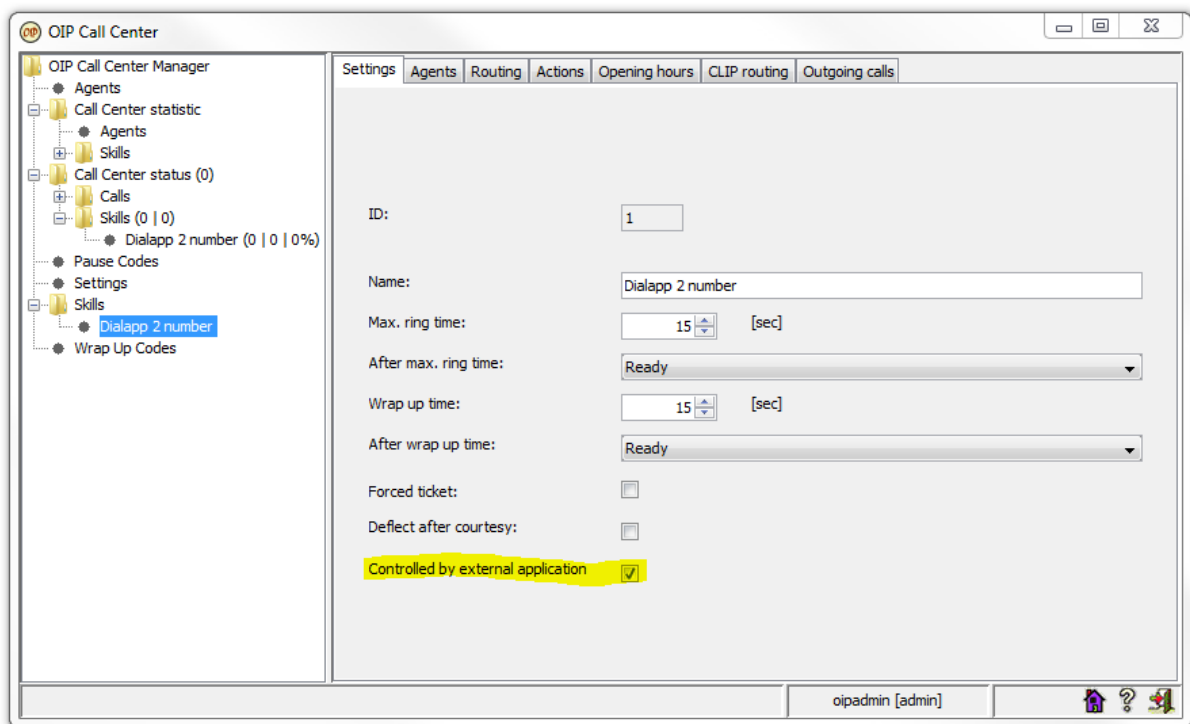 OIP OIP Call Center
OIP Call Center Manager
Agents
Call Center statistic
Agents
Skills
Call Center status (0)
Calls
Skills (0 | 0)
Dialapp 2 number (0 | 0 | 0%)
Pause Codes
Settings
Skills
Dialapp 2 number
Wrap Up Codes
Settings Agents Routing Actions Opening hours CLIP routing Outgoing calls
ID: 1
Name: Dialapp 2 number
Max. ring time: 15 [sec]
After max. ring time: Ready
Wrap up time: 15 [sec]
After wrap up time: Ready
Forced ticket:
Deflect after courtesy:
Controlled by external application
oipadmin [admin]